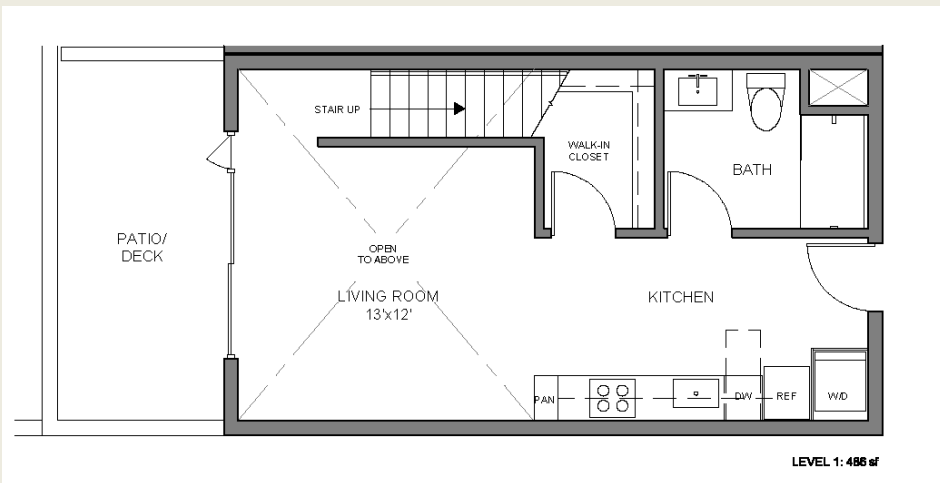 STAIR UP
WALK-IN
CLOSET
BATH
PATIO/
DECK
OPEN
TO ABOVE
LIVING ROOM
13'x12'
KITCHEN
PAN
DW
REF
W/D
LEVEL 1: 486 sf